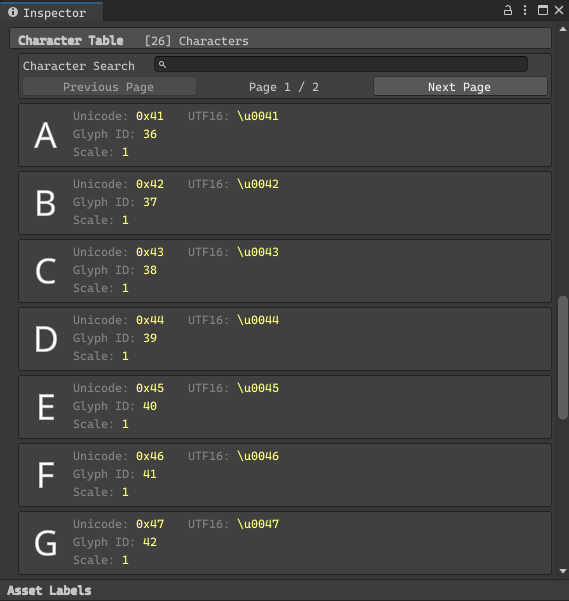 Inspector
Character Table [26] Characters
Character Search
Previous Page Page 1 / 2 Next Page
A
Unicode: 0x41 UTF16: \u0041
Glyph ID: 36
Scale: 1
B
Unicode: 0x42 UTF16: \u0042
Glyph ID: 37
Scale: 1
C
Unicode: 0x43 UTF16: \u0043
Glyph ID: 38
Scale: 1
D
Unicode: 0x44 UTF16: \u0044
Glyph ID: 39
Scale: 1
E
Unicode: 0x45 UTF16: \u0045
Glyph ID: 40
Scale: 1
F
Unicode: 0x46 UTF16: \u0046
Glyph ID: 41
Scale: 1
G
Unicode: 0x47 UTF16: \u0047
Glyph ID: 42
Scale: 1
Asset Labels